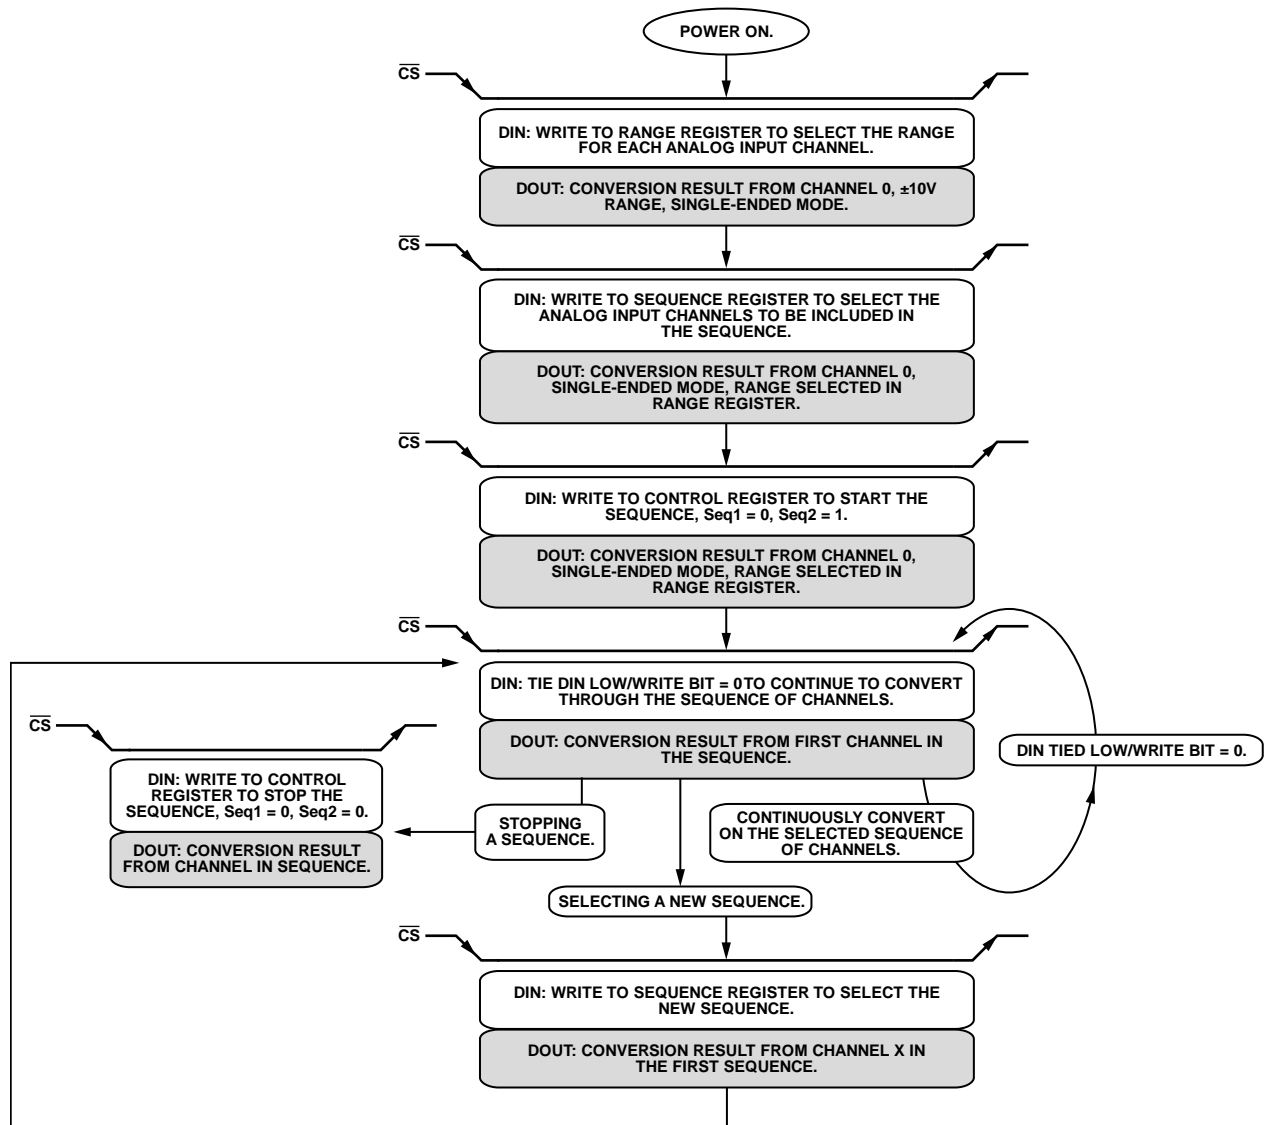 POWER ON.
CS
DIN: WRITE TO RANGE REGISTER TO SELECT THE RANGE
FOR EACH ANALOG INPUT CHANNEL.
DOUT: CONVERSION RESULT FROM CHANNEL 0, ±10V
RANGE, SINGLE-ENDED MODE.
CS
DIN: WRITE TO SEQUENCE REGISTER TO SELECT THE
ANALOG INPUT CHANNELS TO BE INCLUDED IN
THE SEQUENCE.
DOUT: CONVERSION RESULT FROM CHANNEL 0,
SINGLE-ENDED MODE, RANGE SELECTED IN
RANGE REGISTER.
CS
DIN: WRITE TO CONTROL REGISTER TO START THE
SEQUENCE, Seq1 = 0, Seq2 = 1.
DOUT: CONVERSION RESULT FROM CHANNEL 0,
SINGLE-ENDED MODE, RANGE SELECTED IN
RANGE REGISTER.
CS
DIN: TIE DIN LOW/WRITE BIT = 0 TO CONTINUE TO CONVERT
THROUGH THE SEQUENCE OF CHANNELS.
DOUT: CONVERSION RESULT FROM FIRST CHANNEL IN
THE SEQUENCE.
DIN TIED LOW/WRITE BIT = 0.
CS
DIN: WRITE TO CONTROL
REGISTER TO STOP THE
SEQUENCE, Seq1 = 0, Seq2 = 0.
DOUT: CONVERSION RESULT
FROM CHANNEL IN SEQUENCE.
STOPPING
A SEQUENCE.
CONTINUOUSLY CONVERT
ON THE SELECTED SEQUENCE
OF CHANNELS.
SELECTING A NEW SEQUENCE.
CS
DIN: WRITE TO SEQUENCE REGISTER TO SELECT THE
NEW SEQUENCE.
DOUT: CONVERSION RESULT FROM CHANNEL X IN
THE FIRST SEQUENCE.